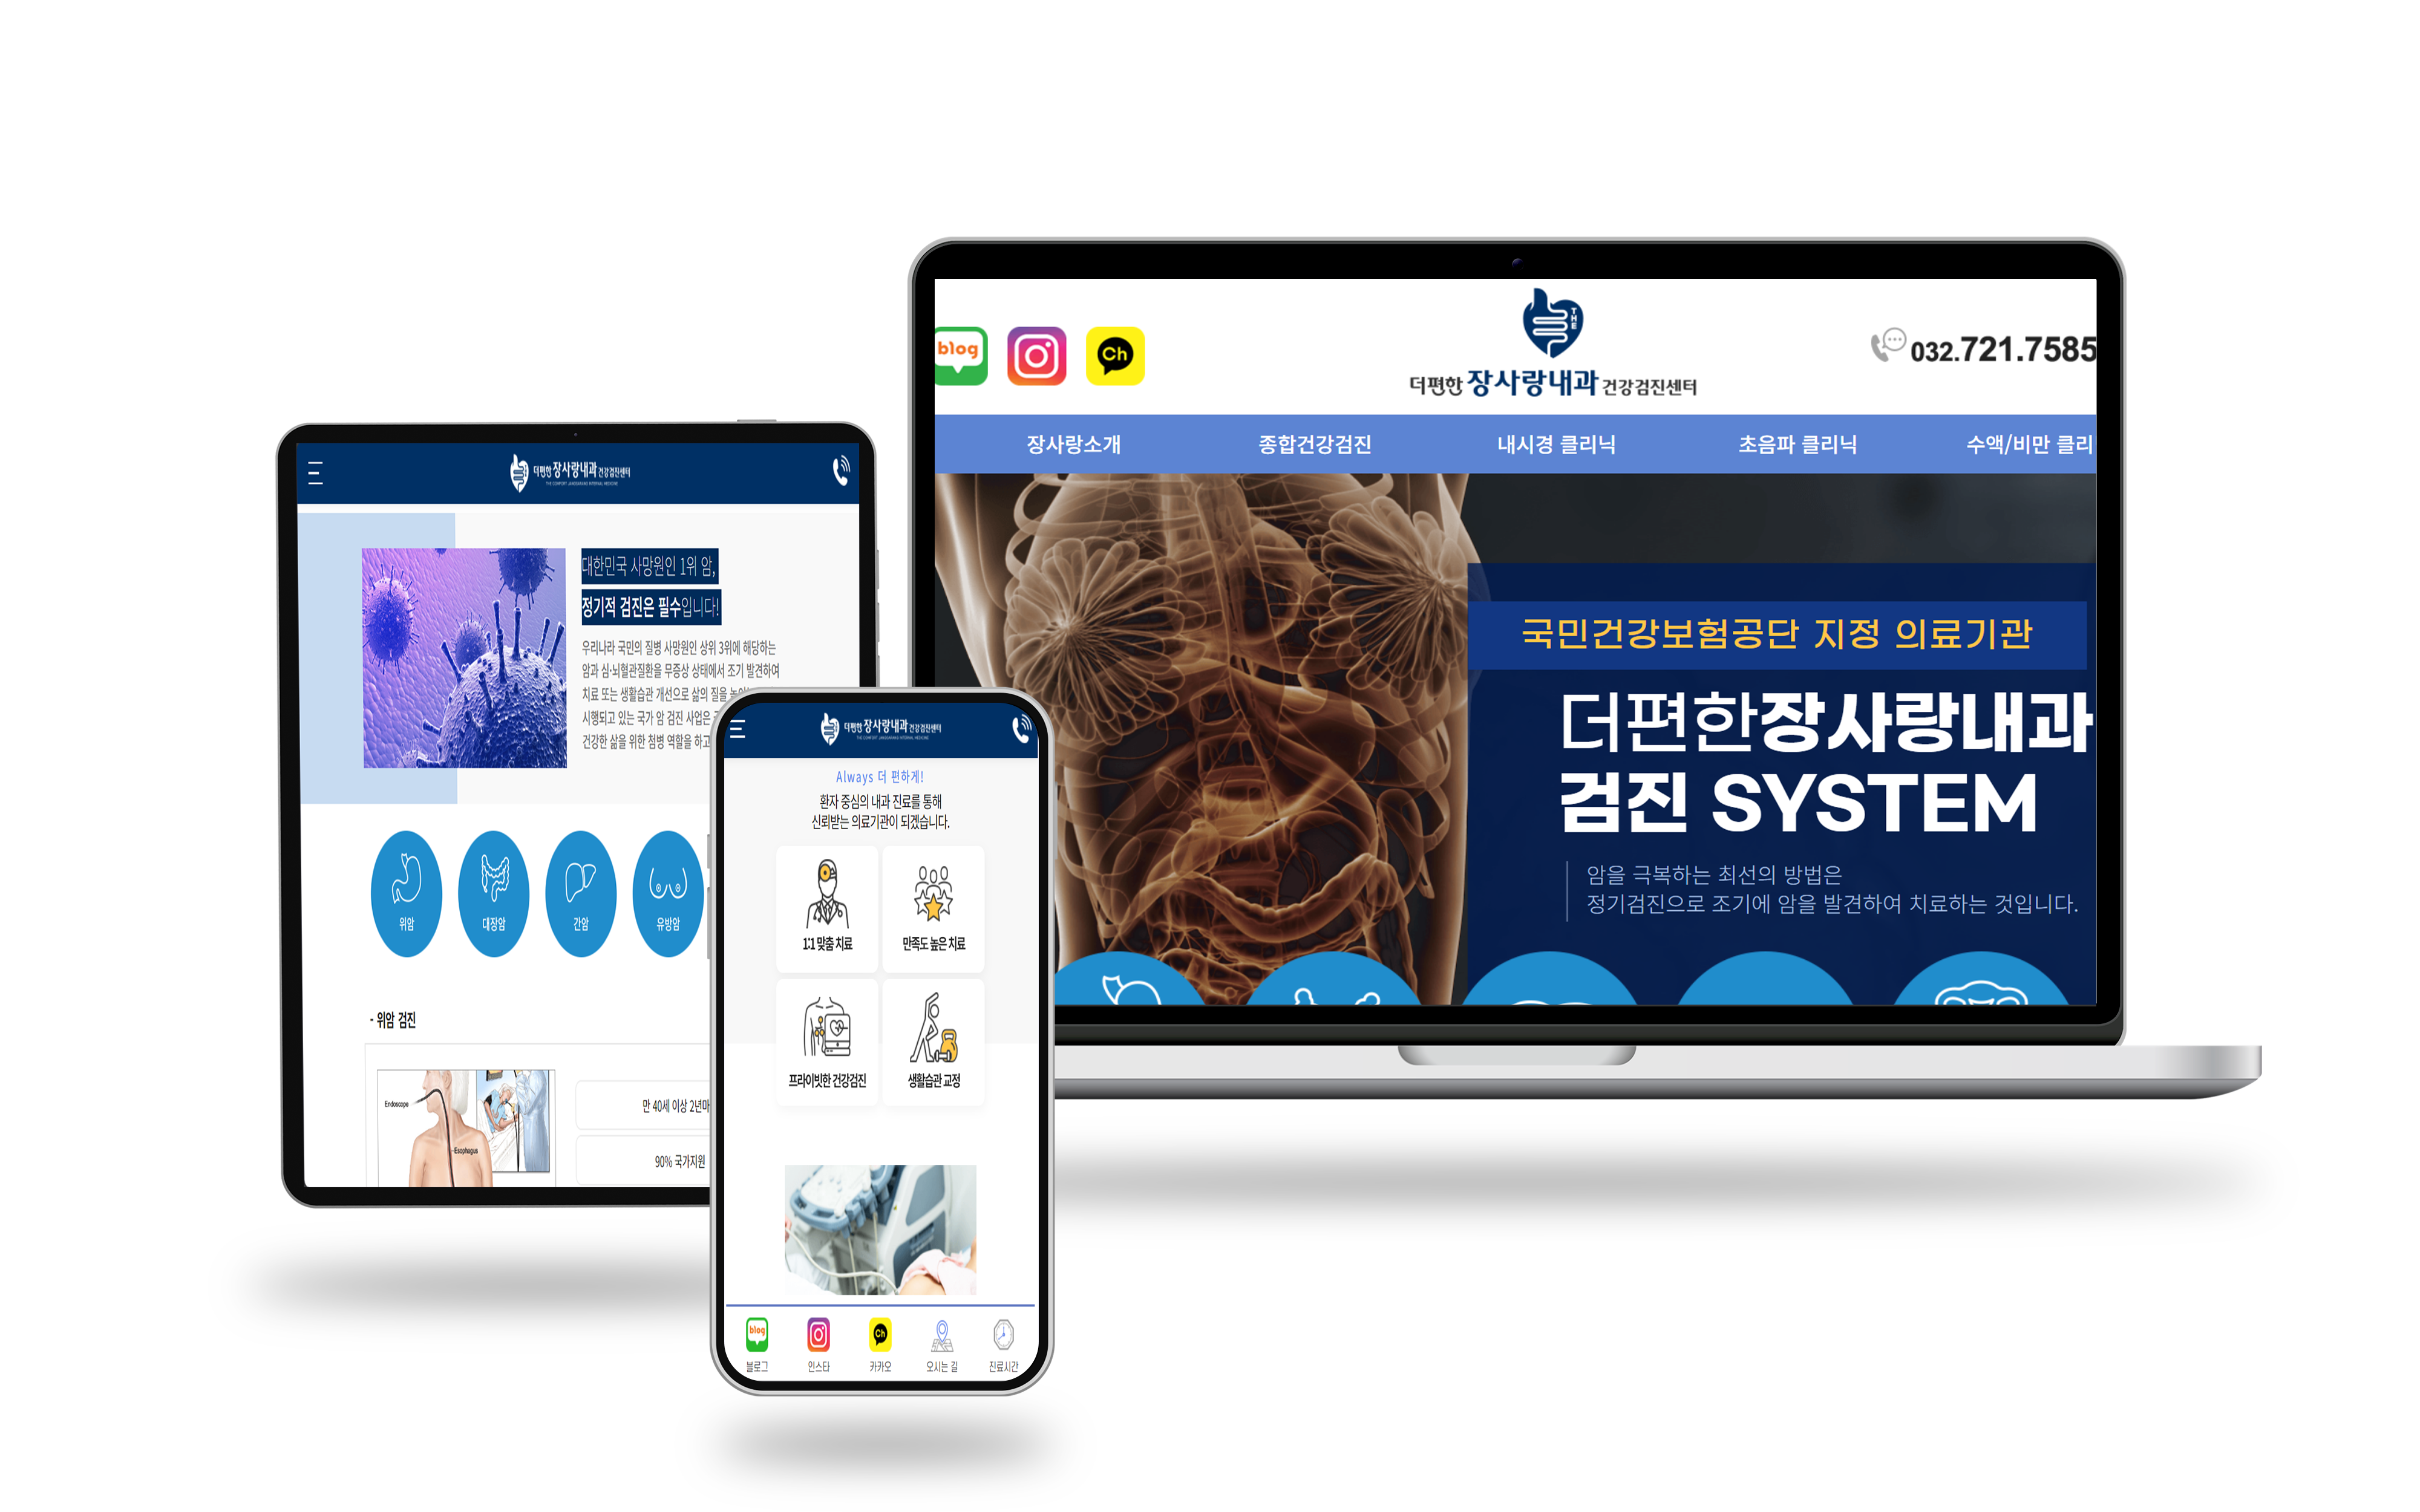 blog
Ch
THE
더편한 장사랑내과 건강검진센터
032.721.7585
장사랑소개
종합건강검진
내시경 클리닉
초음파 클리닉
수액/비만 클리
국민건강보험공단 지정 의료기관
더편한장사랑내과
검진 SYSTEM
암을 극복하는 최선의 방법은
정기검진으로 조기에 암을 발견하여 치료하는 것입니다.
더편한 장사랑내과 건강검진센터
THE COMFORT JANGSARANG INTERNAL MEDICINE
대한민국 사망원인 1위 암,
정기적 검진은 필수입니다!
우리나라 국민의 질병 사망원인 상위 3위에 해당하는
암과 심·뇌혈관질환을 무증상 상태에서 조기 발견하여
치료 또는 생활습관 개선으로 삶의 질을
시행되고 있는 국가 암 검진 사업은
건강한 삶을 위한 첨병 역할을 하고
위암
대장암
간암
유방암
- 위암 검진
Endoscope
Esophagus
만 40세 이상 2년마
90% 국가지원
더편한 장사랑내과 건강검진센터
THE COMFORT JANGSARANG INTERNAL MEDICINE
Always 더 편하게!
환자 중심의 내과 진료를 통해
신뢰받는 의료기관이 되겠습니다.
1:1 맞춤 치료
만족도 높은 치료
프라이빗한 건강검진
생활습관 교정
blog
Ch
블로그
인스타
카카오
오시는 길
진료시간